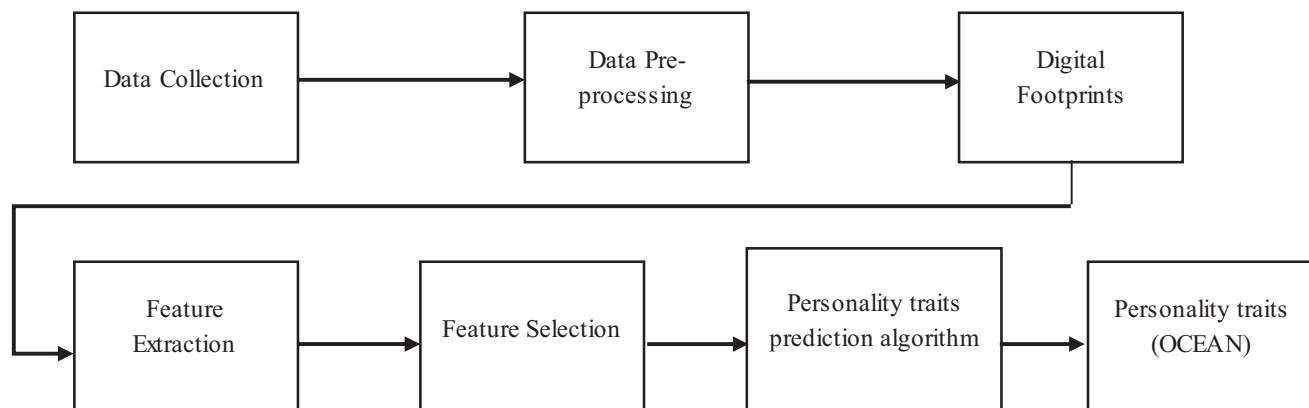 Data Collection
Data Pre-
processing
Digital
Footprints
Feature
Extraction
Feature Selection
Personality traits
prediction algorithm
Personality traits
(OCEAN)